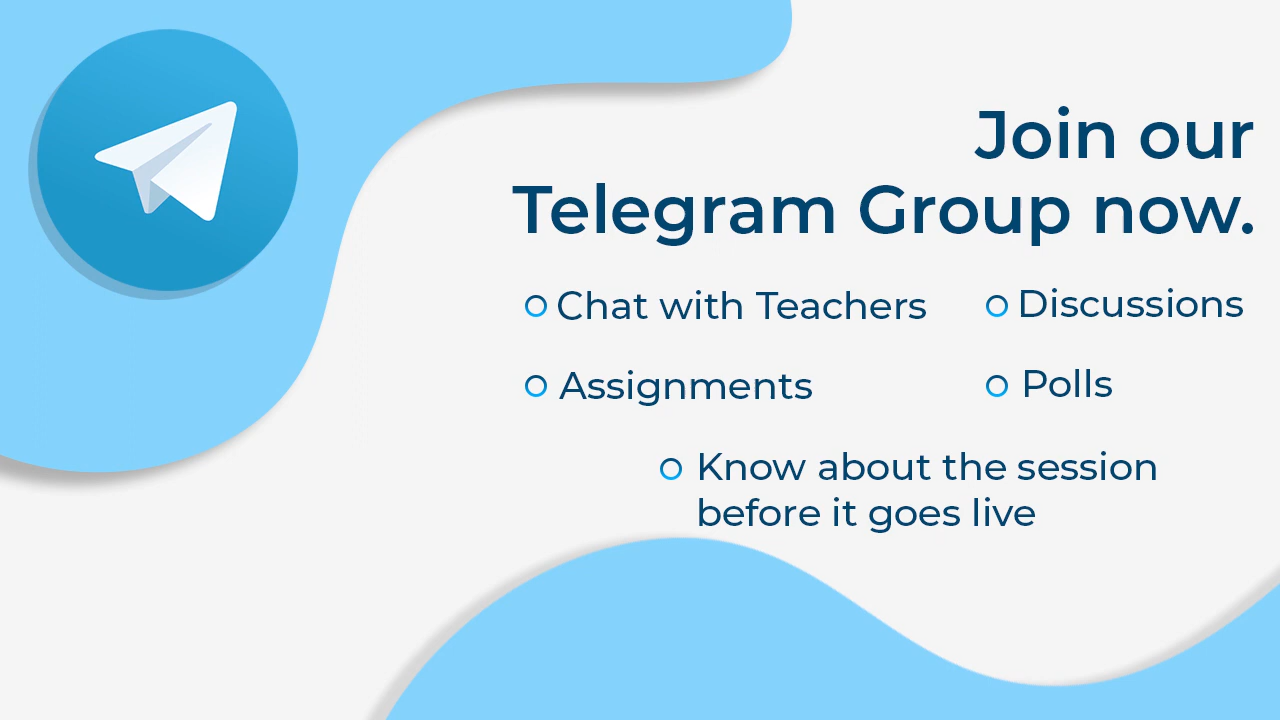 Join our
Telegram Group now.
Chat with Teachers
Discussions
Assignments
Polls
Know about the session
before it goes live